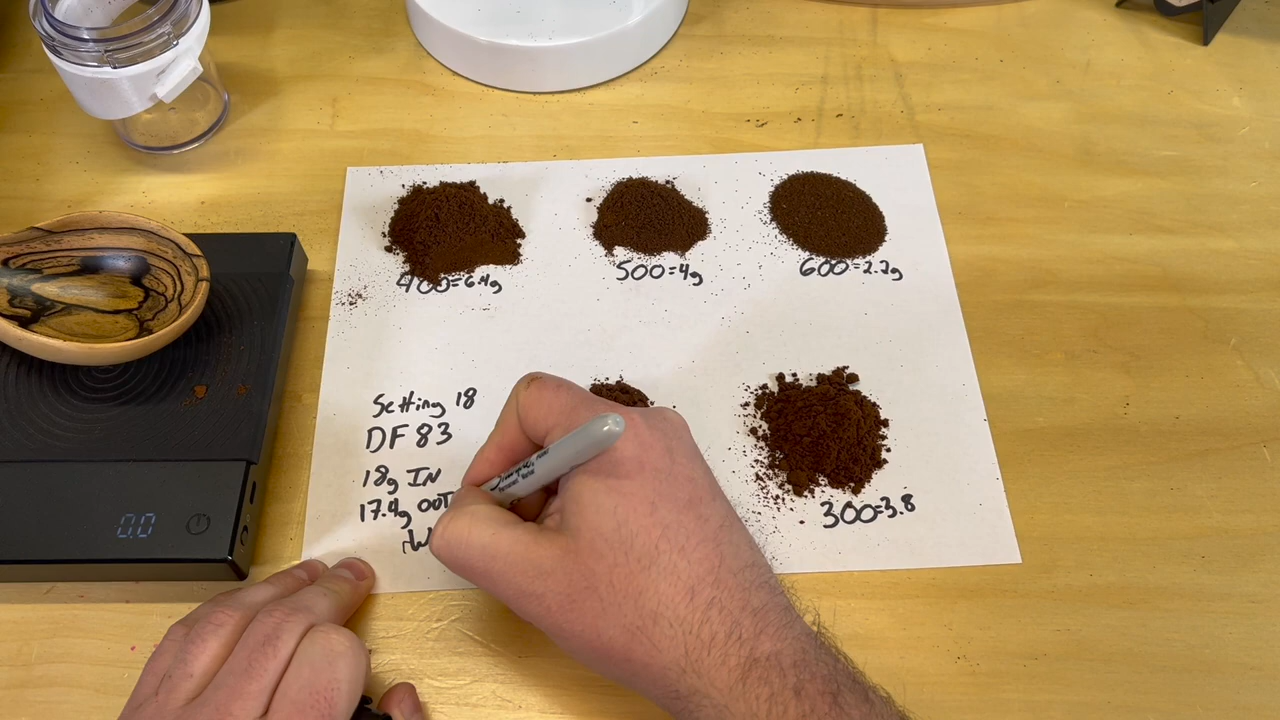 400=6.4g
500=4g
600=2.2g
Setting 18
DF 83
18g IN
17.4g OUT
300=3.8
0.0
Sharpie